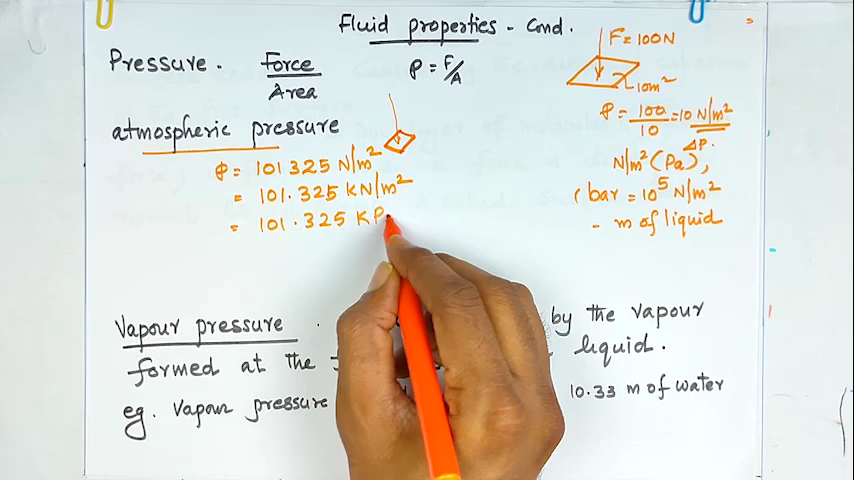 Fluid properties - Cond.
Pressure. Force
Area
P = F/A
F = 100N
10m²
P = 100 = 10 N/m²
10
ΔP.
N/m² (Pa),
1 bar = 10⁵ N/m²
- m of liquid
atmospheric pressure
P = 101325 N/m²
= 101.325 kN/m²
= 101.325 KP
Vapour pressure . by the vapour
formed at the liquid.
eg. Vapour pressure 10.33 m of water